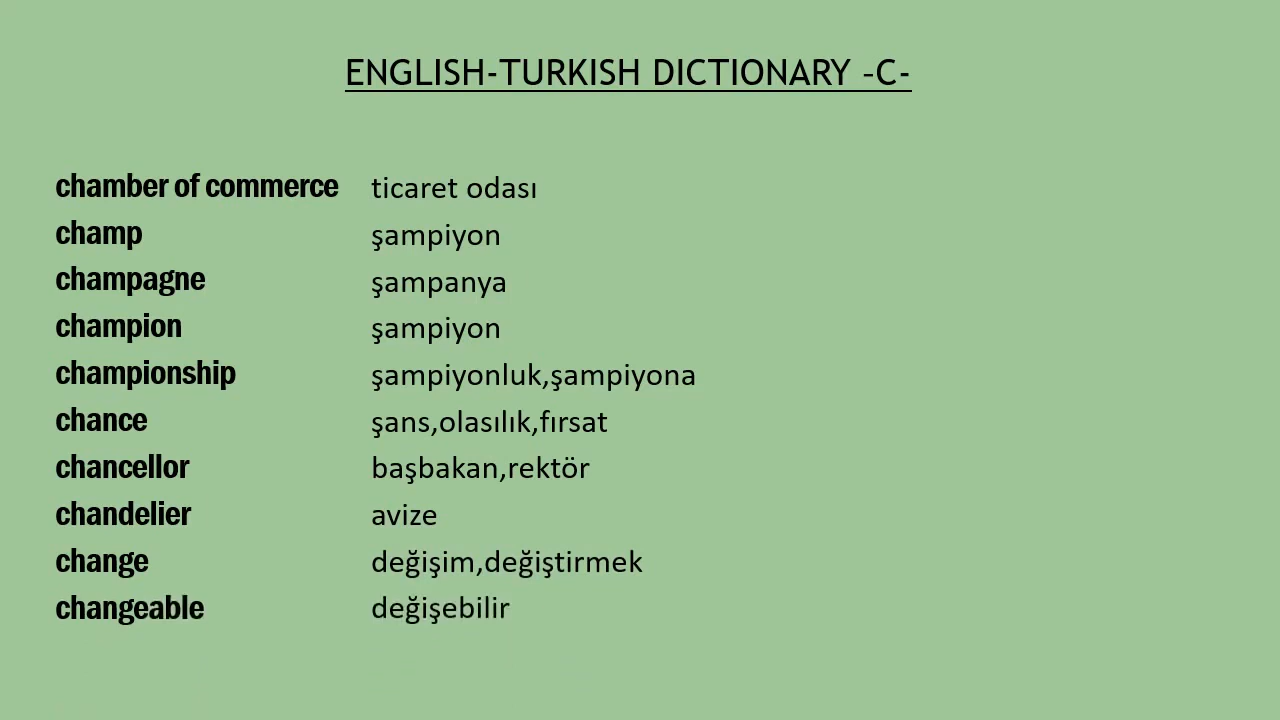 ENGLISH-TURKISH DICTIONARY –C-
chamber of commerce ticaret odası
champ şampiyon
champagne şampanya
champion şampiyon
championship şampiyonluk,şampiyona
chance şans,olasılık,fırsat
chancellor başbakan,rektör
chandelier avize
change değişim,değiştirmek
changeable değişebilir